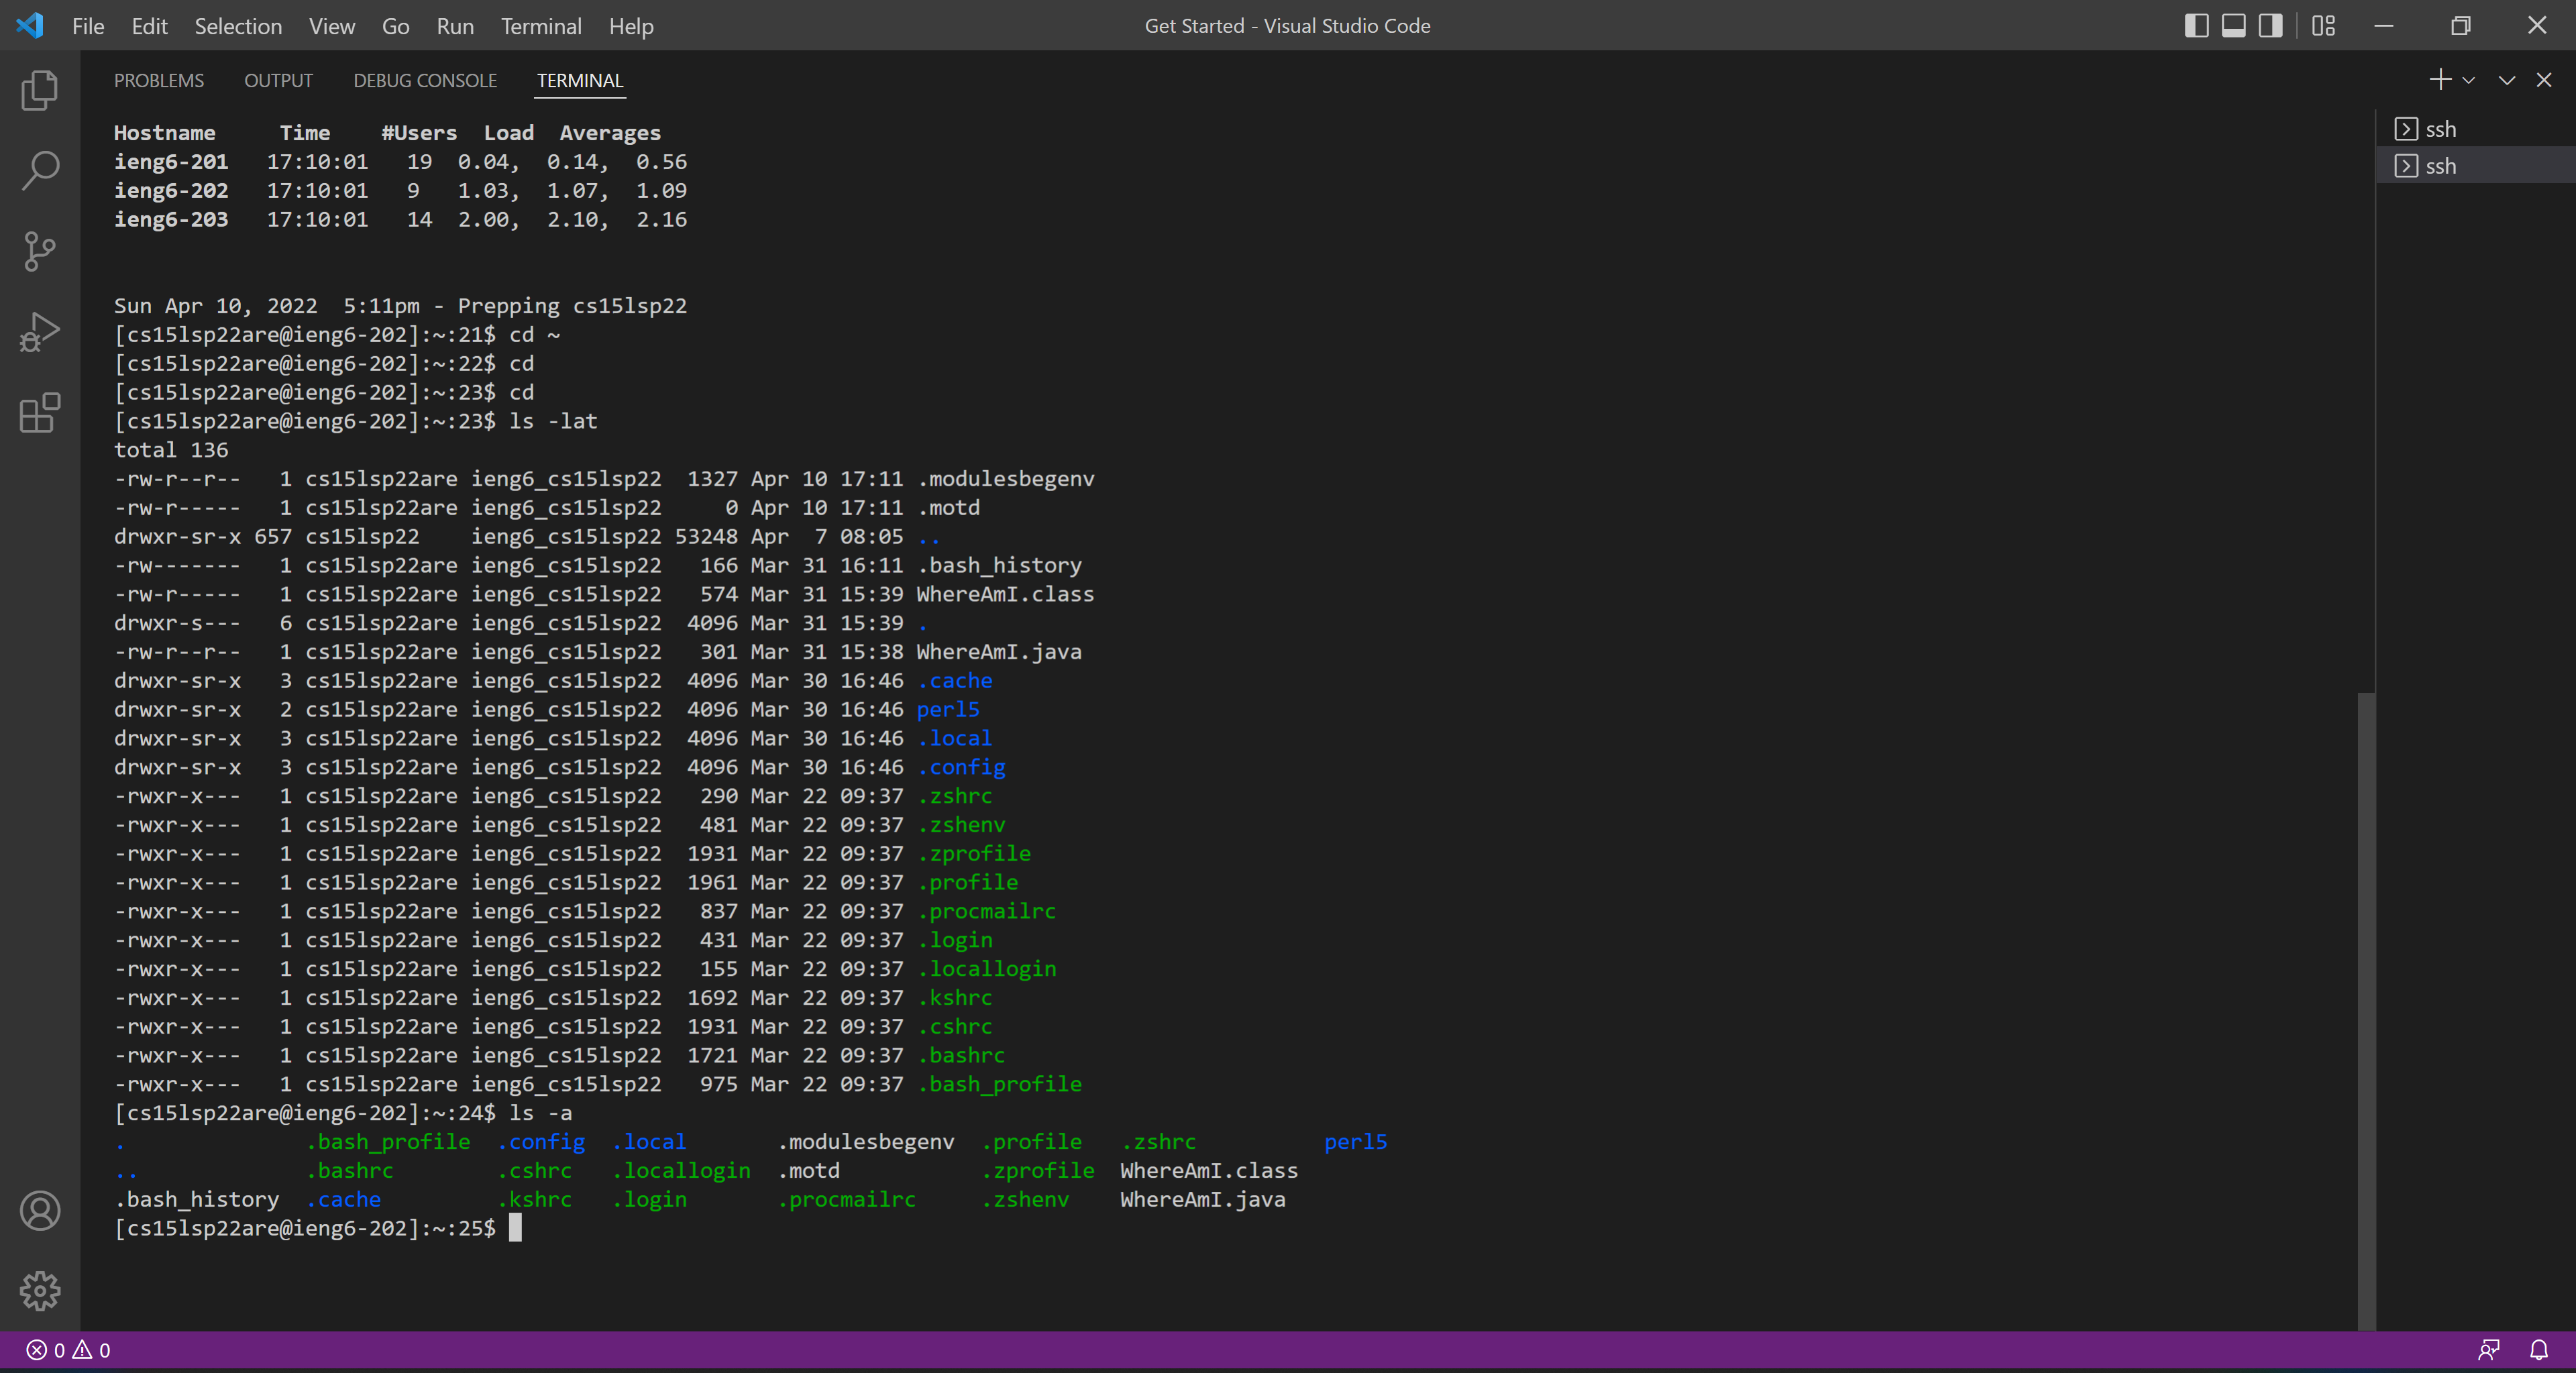 File Edit Selection View Go Run Terminal Help Get Started - Visual Studio Code
PROBLEMS OUTPUT DEBUG CONSOLE TERMINAL
ssh
ssh
Hostname     Time    #Users  Load  Averages
ieng6-201   17:10:01   19  0.04,  0.14,  0.56
ieng6-202   17:10:01   9   1.03,  1.07,  1.09
ieng6-203   17:10:01   14  2.00,  2.10,  2.16
Sun Apr 10, 2022  5:11pm - Prepping cs15lsp22
[cs15lsp22are@ieng6-202]:~:21$ cd ~
[cs15lsp22are@ieng6-202]:~:22$ cd
[cs15lsp22are@ieng6-202]:~:23$ cd
[cs15lsp22are@ieng6-202]:~:23$ ls -lat
total 136
-rw-r--r--   1 cs15lsp22are ieng6_cs15lsp22  1327 Apr 10 17:11 .modulesbegenv
-rw-r-----   1 cs15lsp22are ieng6_cs15lsp22     0 Apr 10 17:11 .motd
drwxr-sr-x 657 cs15lsp22    ieng6_cs15lsp22 53248 Apr  7 08:05 ..
-rw-------   1 cs15lsp22are ieng6_cs15lsp22   166 Mar 31 16:11 .bash_history
-rw-r-----   1 cs15lsp22are ieng6_cs15lsp22   574 Mar 31 15:39 WhereAmI.class
drwxr-s---   6 cs15lsp22are ieng6_cs15lsp22  4096 Mar 31 15:39 .
-rw-r--r--   1 cs15lsp22are ieng6_cs15lsp22   301 Mar 31 15:38 WhereAmI.java
drwxr-sr-x   3 cs15lsp22are ieng6_cs15lsp22  4096 Mar 30 16:46 .cache
drwxr-sr-x   2 cs15lsp22are ieng6_cs15lsp22  4096 Mar 30 16:46 perl5
drwxr-sr-x   3 cs15lsp22are ieng6_cs15lsp22  4096 Mar 30 16:46 .local
drwxr-sr-x   3 cs15lsp22are ieng6_cs15lsp22  4096 Mar 30 16:46 .config
-rwxr-x---   1 cs15lsp22are ieng6_cs15lsp22   290 Mar 22 09:37 .zshrc
-rwxr-x---   1 cs15lsp22are ieng6_cs15lsp22   481 Mar 22 09:37 .zshenv
-rwxr-x---   1 cs15lsp22are ieng6_cs15lsp22  1931 Mar 22 09:37 .zprofile
-rwxr-x---   1 cs15lsp22are ieng6_cs15lsp22  1961 Mar 22 09:37 .profile
-rwxr-x---   1 cs15lsp22are ieng6_cs15lsp22   837 Mar 22 09:37 .procmailrc
-rwxr-x---   1 cs15lsp22are ieng6_cs15lsp22   431 Mar 22 09:37 .login
-rwxr-x---   1 cs15lsp22are ieng6_cs15lsp22   155 Mar 22 09:37 .locallogin
-rwxr-x---   1 cs15lsp22are ieng6_cs15lsp22  1692 Mar 22 09:37 .kshrc
-rwxr-x---   1 cs15lsp22are ieng6_cs15lsp22  1931 Mar 22 09:37 .cshrc
-rwxr-x---   1 cs15lsp22are ieng6_cs15lsp22  1721 Mar 22 09:37 .bashrc
-rwxr-x---   1 cs15lsp22are ieng6_cs15lsp22   975 Mar 22 09:37 .bash_profile
[cs15lsp22are@ieng6-202]:~:24$ ls -a
.              .bash_profile  .config  .local       .modulesbegenv  .profile   .zshrc          perl5
..             .bashrc        .cshrc   .locallogin  .motd           .zprofile  WhereAmI.class
.bash_history  .cache         .kshrc   .login       .procmailrc     .zshenv    WhereAmI.java
[cs15lsp22are@ieng6-202]:~:25$
0 0